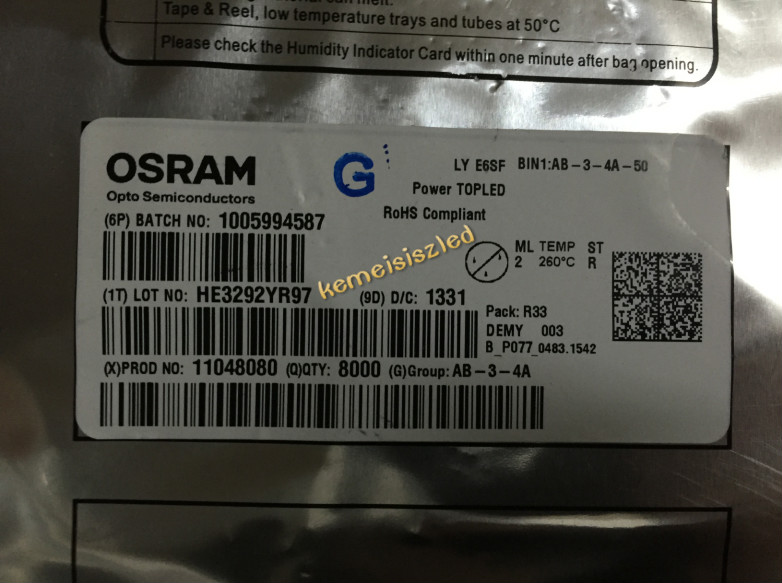 Tape & Reel, low temperature trays and tubes at 50°C
Please check the Humidity Indicator Card within one minute after bag opening.
OSRAM
Opto Semiconductors
G
LY E6SF BIN1:AB-3-4A-50
Power TOPLED
RoHS Compliant
(6P) BATCH NO: 1005994587
ML TEMP ST
2 260°C R
kemeisiszled
(1T) LOT NO: HE3292YR97 (9D) D/C: 1331
Pack: R33
DEMY 003
B_P077_0483.1542
(X)PROD NO: 11048080 (Q)QTY: 8000 (G)Group: AB-3-4A